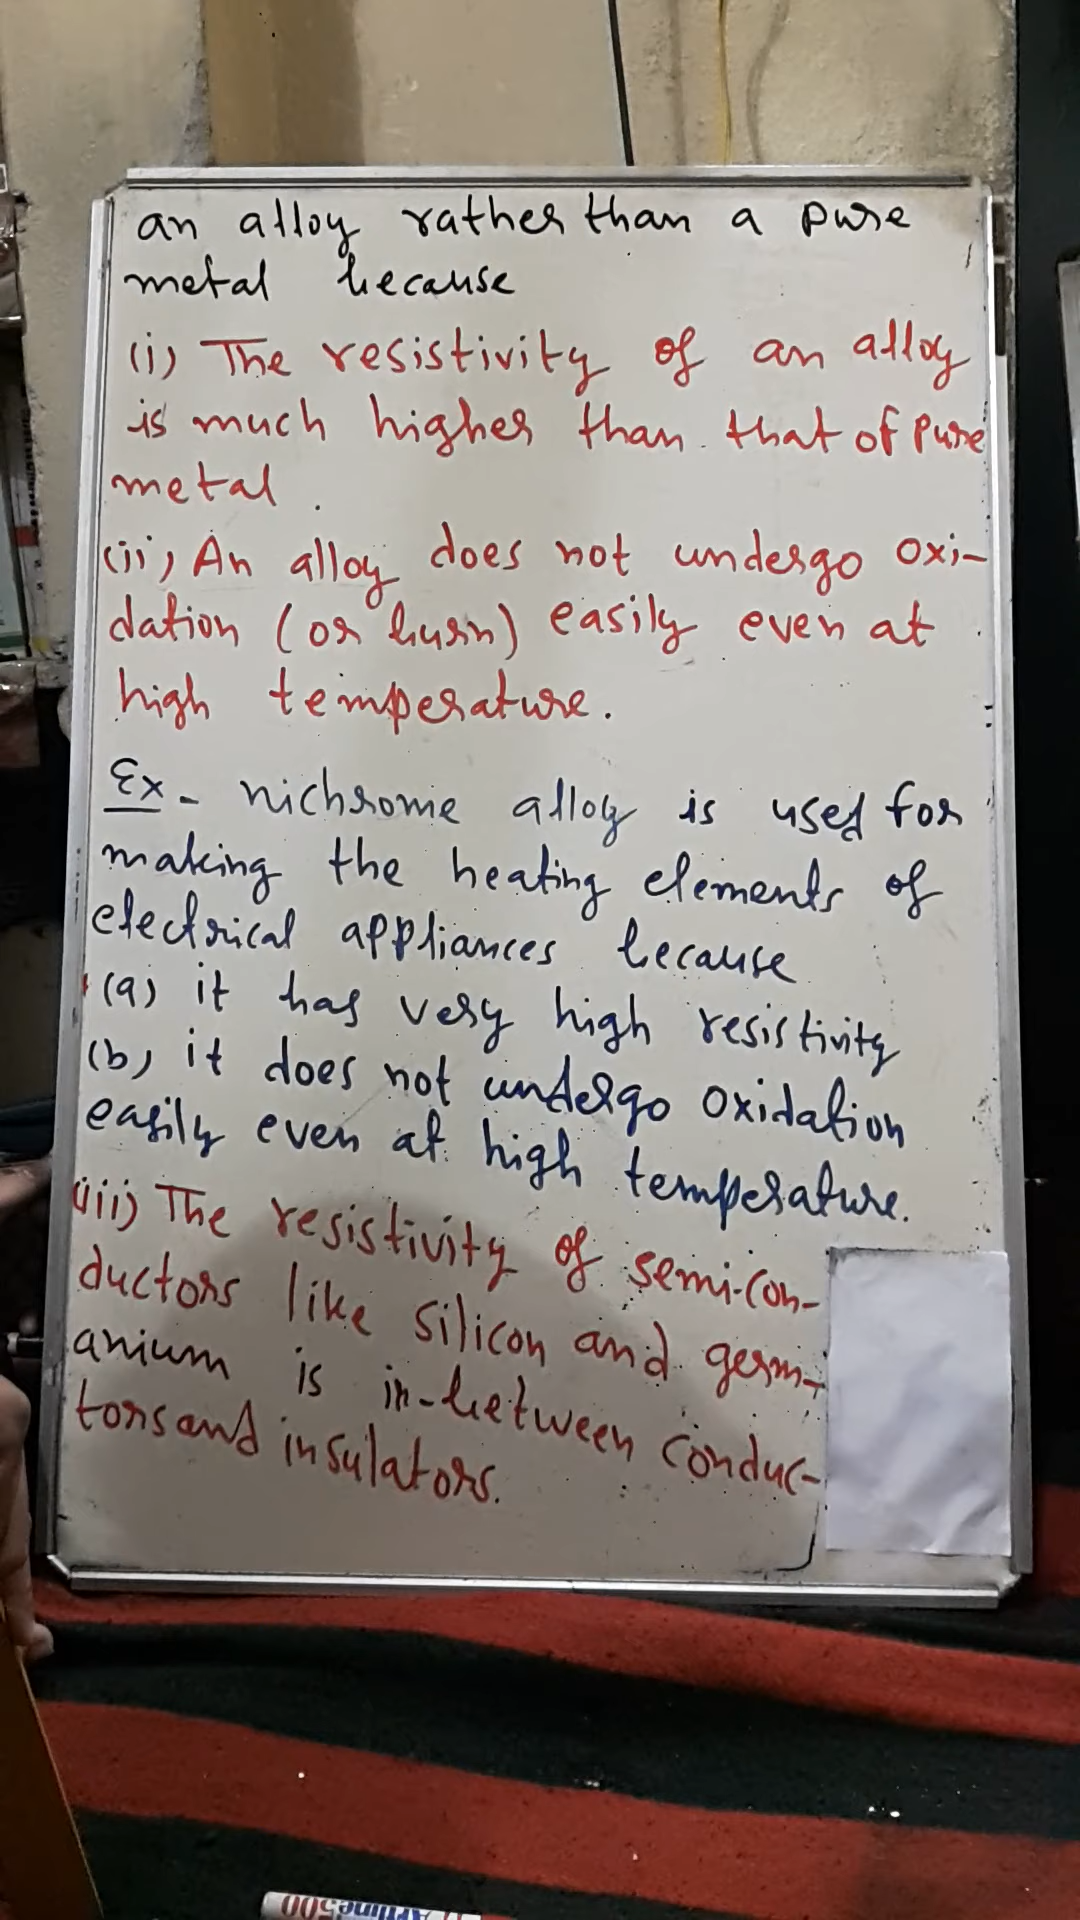 an alloy rather than a pure
metal because
(i) The resistivity of an alloy
is much higher than that of pure
metal.
(ii) An alloy does not undergo oxi-
dation (or burn) easily even at
high temperature.
Ex - nichrome alloy is used for
making the heating elements of
electrical appliances because
(a) it has very high resistivity
(b) it does not undergo oxidation
easily even at high temperature.
(iii) The resistivity of semi-con-
ductors like silicon and germ-
anium is in-between conduc-
tors and insulators.
Artline 500